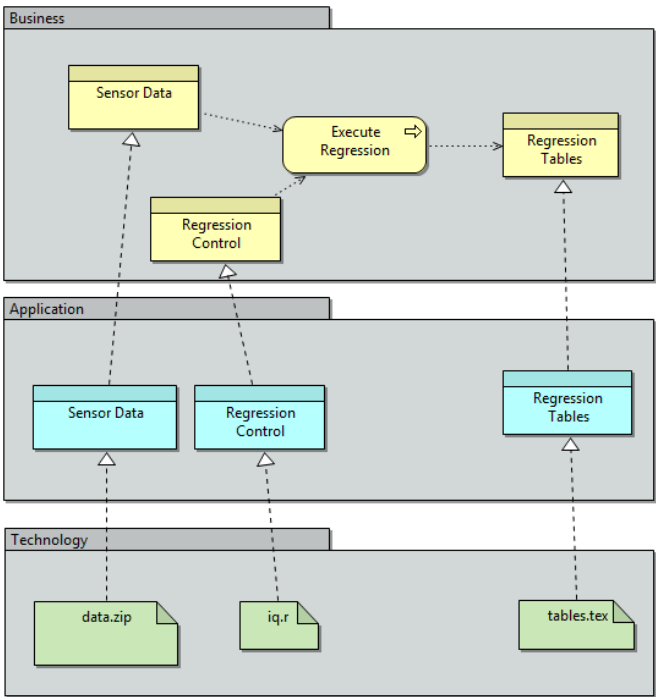 Business
Sensor Data
Execute
Regression
Regression
Tables
Regression
Control
Application
Sensor Data
Regression
Control
Regression
Tables
Technology
data.zip
iq.r
tables.tex